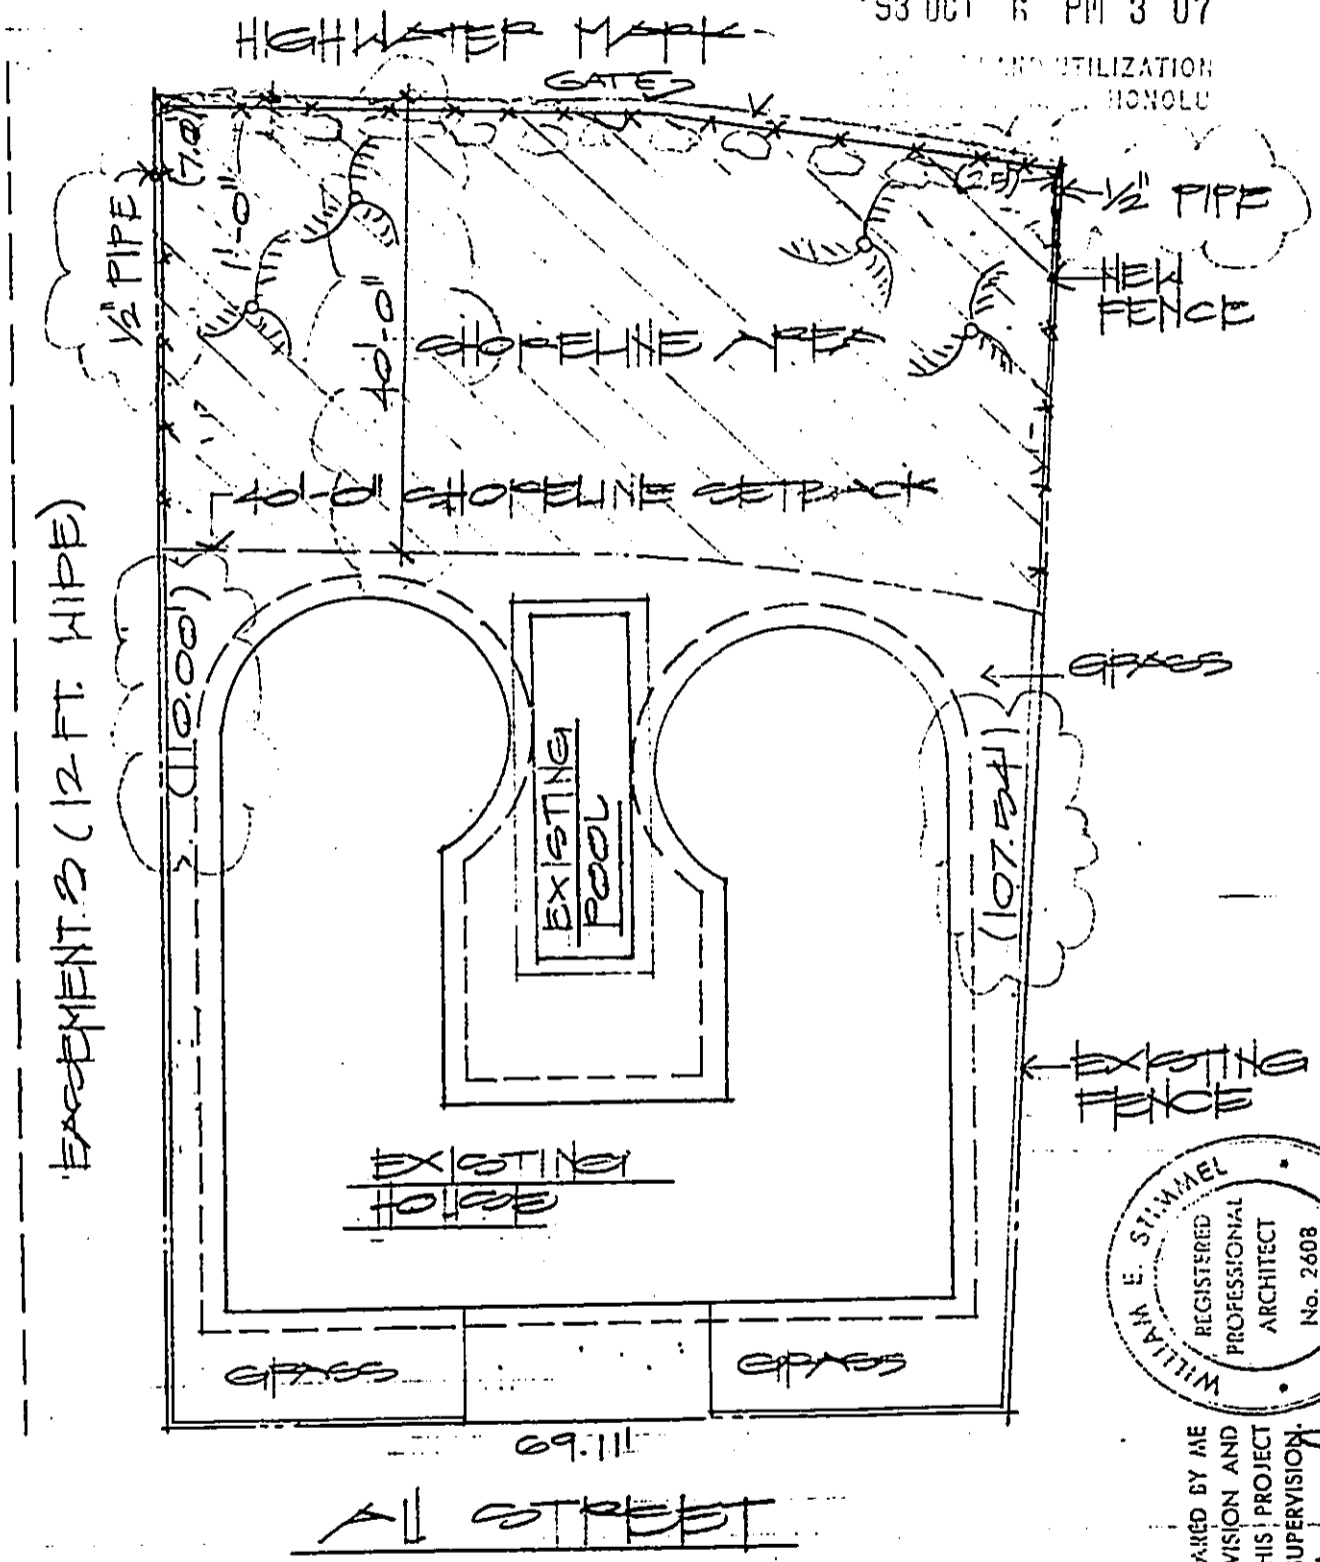 '93 OCT 6 PM 3 07
HIGHWATER MARK
LAND UTILIZATION
HONOLU
GATE
(7.0)
1'-0"
(2.5)
1/2" PIPE
1/2" PIPE
NEW
FENCE
40'-0"
SHORELINE AREA
40'-0" SHORELINE SETBACK
EASEMENT 3 (12 FT. WIDE)
(110.00')
GRASS
EXISTING
POOL
(107.54')
EXISTING
FENCE
EXISTING
HOUSE
WILLIAM E. STIMMEL
REGISTERED
PROFESSIONAL
ARCHITECT
No. 2608
GRASS
GRASS
69.11'
STREET
ARED BY ME
VISION AND
HIS PROJECT
UPERVISION.